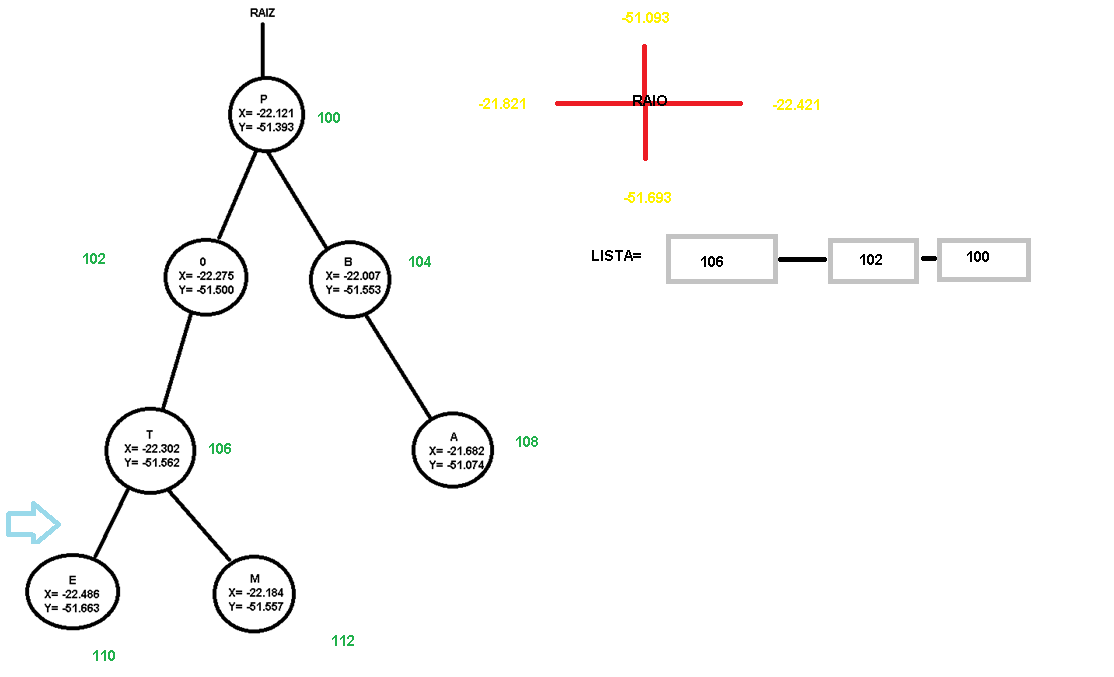 RAIZ
P
X= -22.121
Y= -51.393
100
-51.093
-21.821
RAIO
-22.421
-51.693
LISTA=
106
102
100
102
0
X= -22.275
Y= -51.500
B
X= -22.007
Y= -51.553
104
T
X= -22.302
Y= -51.562
106
A
X= -21.682
Y= -51.074
108
E
X= -22.486
Y= -51.663
110
M
X= -22.184
Y= -51.557
112